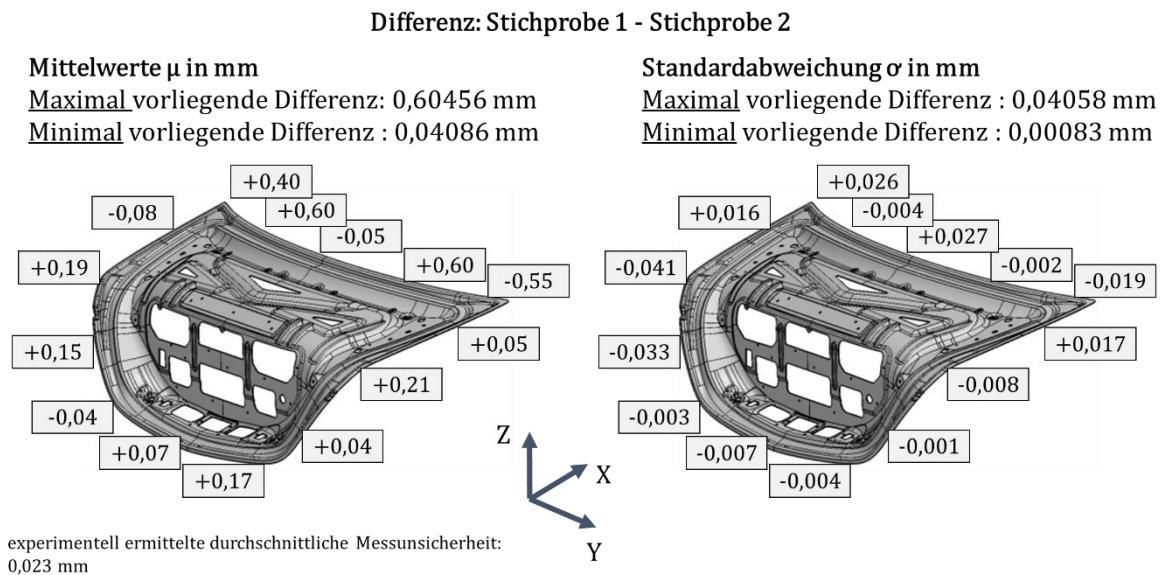 Differenz: Stichprobe 1 - Stichprobe 2
Mittelwerte µ in mm
Maximal vorliegende Differenz: 0,60456 mm
Minimal vorliegende Differenz : 0,04086 mm
+0,40
-0,08
+0,60
-0,05
+0,19
+0,60
-0,55
+0,15
+0,05
+0,21
-0,04
+0,07
+0,04
+0,17
Standardabweichung σ in mm
Maximal vorliegende Differenz : 0,04058 mm
Minimal vorliegende Differenz : 0,00083 mm
+0,026
+0,016
-0,004
+0,027
-0,041
-0,002
-0,019
-0,033
+0,017
-0,008
-0,003
-0,007
-0,001
-0,004
Z
X
Y
experimentell ermittelte durchschnittliche Messunsicherheit:
0,023 mm